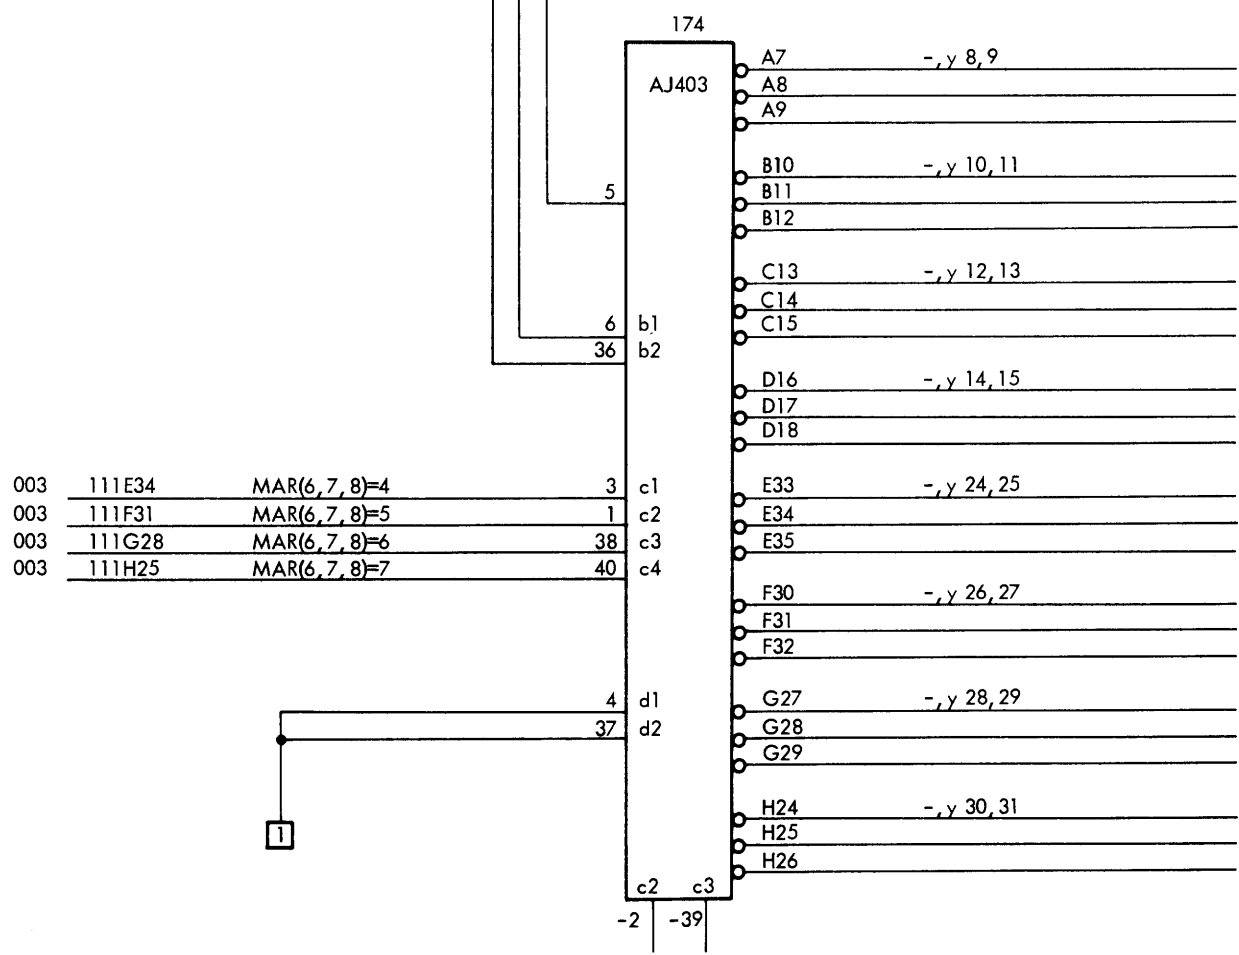 174
AJ403
A7 -, y 8, 9
A8
A9
B10 -, y 10, 11
B11
5
B12
C13 -, y 12, 13
C14
6 b1 C15
36 b2
D16 -, y 14, 15
D17
D18
003 111E34 MAR(6, 7, 8)=4 3 c1 E33 -, y 24, 25
003 111F31 MAR(6, 7, 8)=5 1 c2 E34
003 111G28 MAR(6, 7, 8)=6 38 c3 E35
003 111H25 MAR(6, 7, 8)=7 40 c4
F30 -, y 26, 27
F31
F32
4 d1 G27 -, y 28, 29
37 d2 G28
G29
H24 -, y 30, 31
1 H25
H26
c2 c3
-2 -39